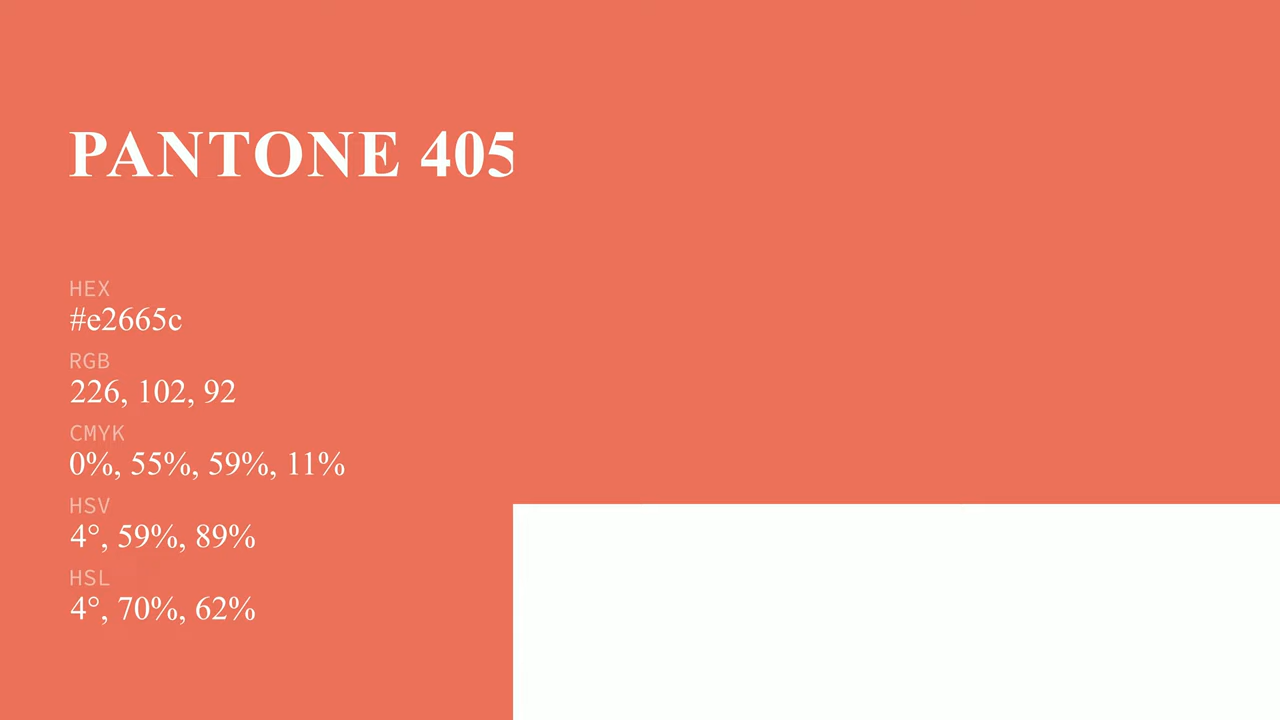 PANTONE 405
HEX
#e2665c
RGB
226, 102, 92
CMYK
0%, 55%, 59%, 11%
HSV
4°, 59%, 89%
HSL
4°, 70%, 62%